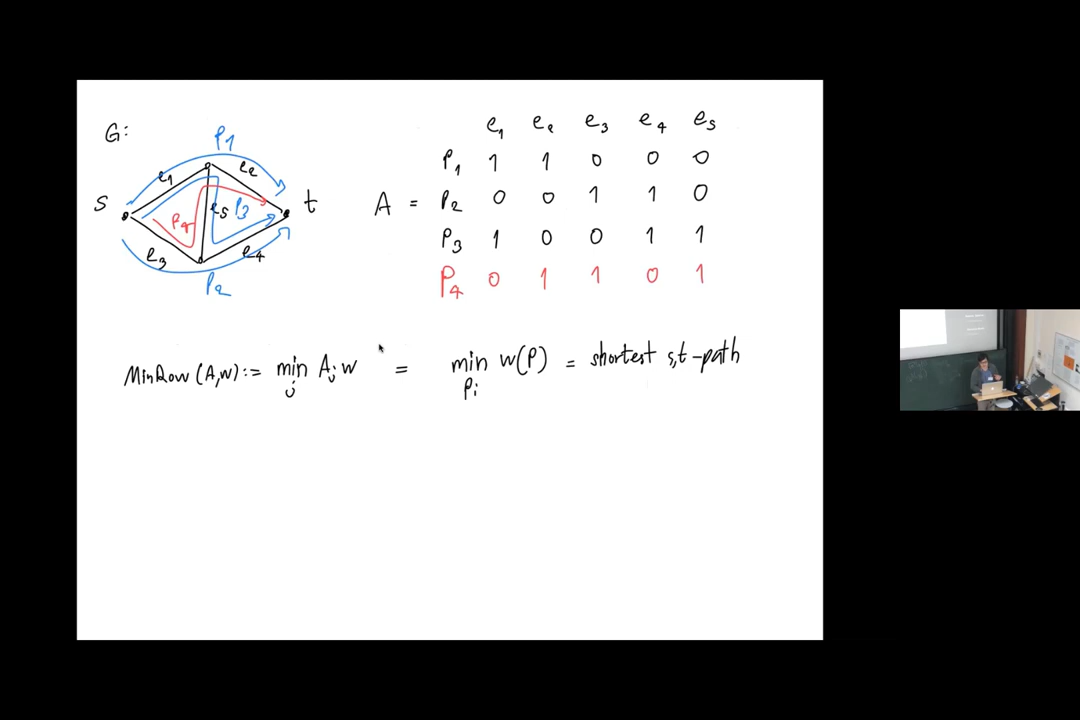 G:
P1
e1 e2
s e5 P3 t
P4
e3 e4
P2
e1 e2 e3 e4 e5
P1 1 1 0 0 0
A = P2 0 0 1 1 0
P3 1 0 0 1 1
P4 0 1 1 0 1
MinRow (A,w) := min j Aj w = min Pi w(P) = shortest s,t-path